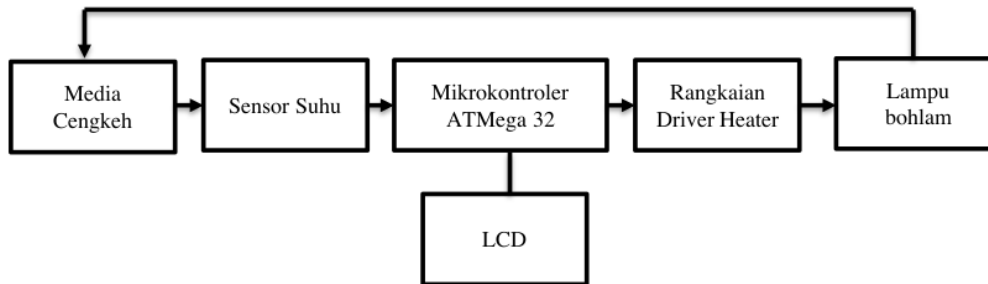 Media
Cengkeh
Sensor Suhu
Mikrokontroler
ATMega 32
Rangkaian
Driver Heater
Lampu
bohlam
LCD